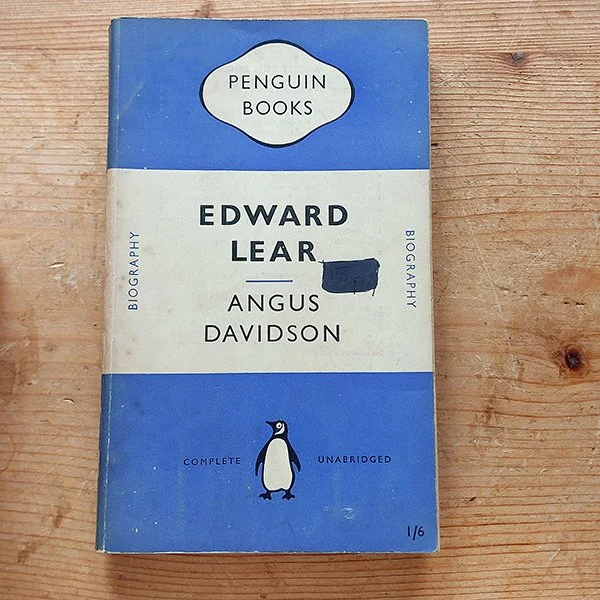 PENGUIN
BOOKS
EDWARD
LEAR
BIOGRAPHY
BIOGRAPHY
ANGUS
DAVIDSON
COMPLETE UNABRIDGED
1/6